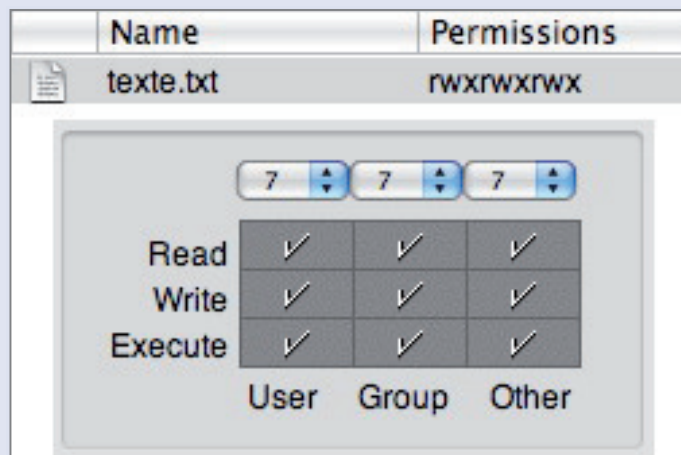 Name Permissions
texte.txt rwxrwxrwx
7 7 7
Read
Write
Execute
User Group Other